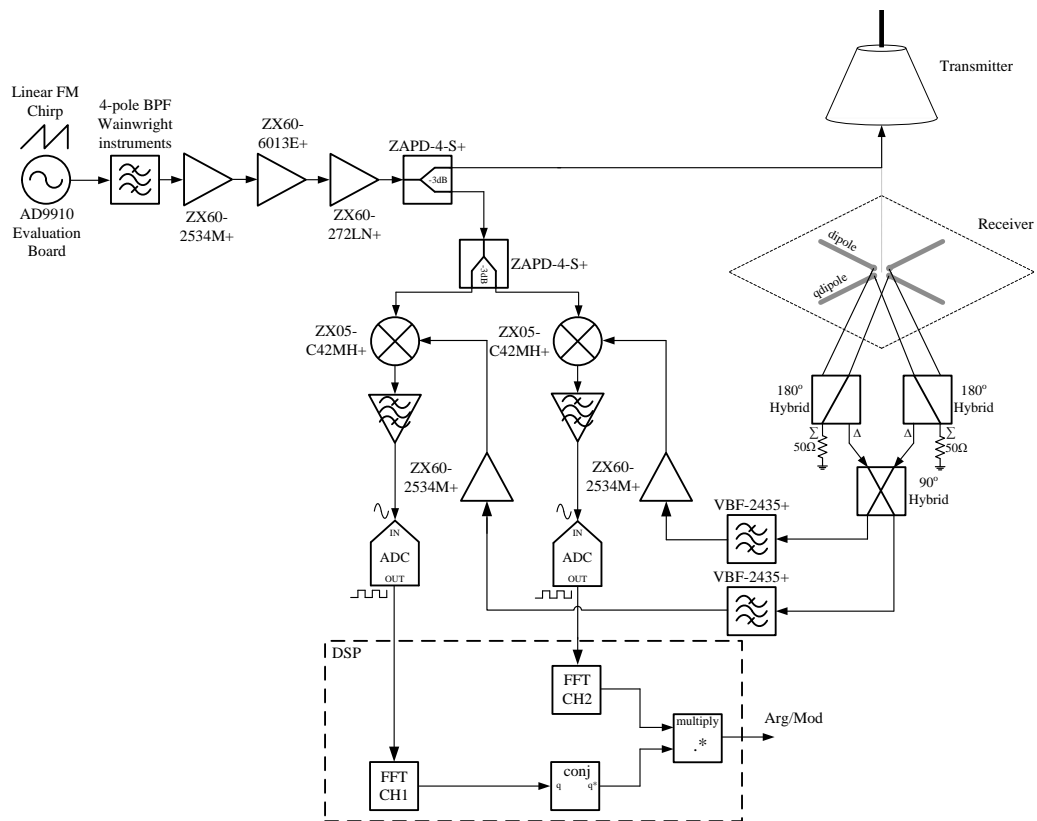 Linear FM
Chirp
AD9910
Evaluation
Board
4-pole BPF
Wainwright
instruments
ZX60-
2534M+
ZX60-
6013E+
ZX60-
272LN+
ZAPD-4-S+
-3dB
Transmitter
Receiver
dipole
qdipole
ZAPD-4-S+
-3dB
ZX05-
C42MH+
ZX05-
C42MH+
180º
Hybrid
180º
Hybrid
Σ
50Ω
Δ
Δ
Σ
50Ω
90º
Hybrid
ZX60-
2534M+
ZX60-
2534M+
VBF-2435+
VBF-2435+
IN
ADC
OUT
IN
ADC
OUT
DSP
FFT
CH2
multiply
.*
Arg/Mod
FFT
CH1
conj
q q*